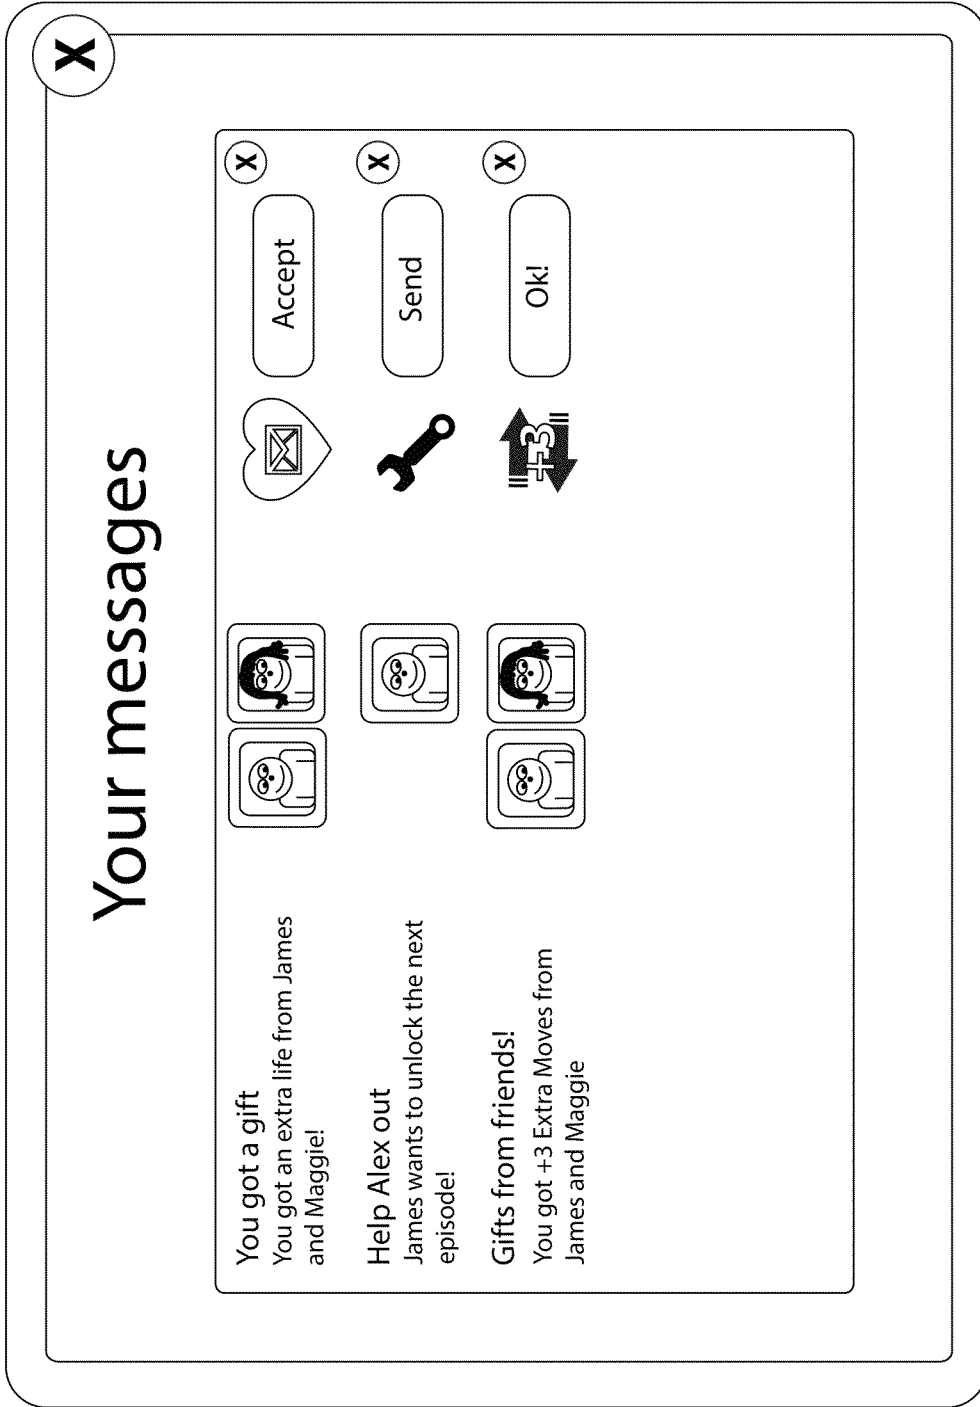 X
Your messages
You got a gift
You got an extra life from James
and Maggie!
Accept
X
Help Alex out
James wants to unlock the next
episode!
Send
X
Gifts from friends!
You got +3 Extra Moves from
James and Maggie
+3
Ok!
X